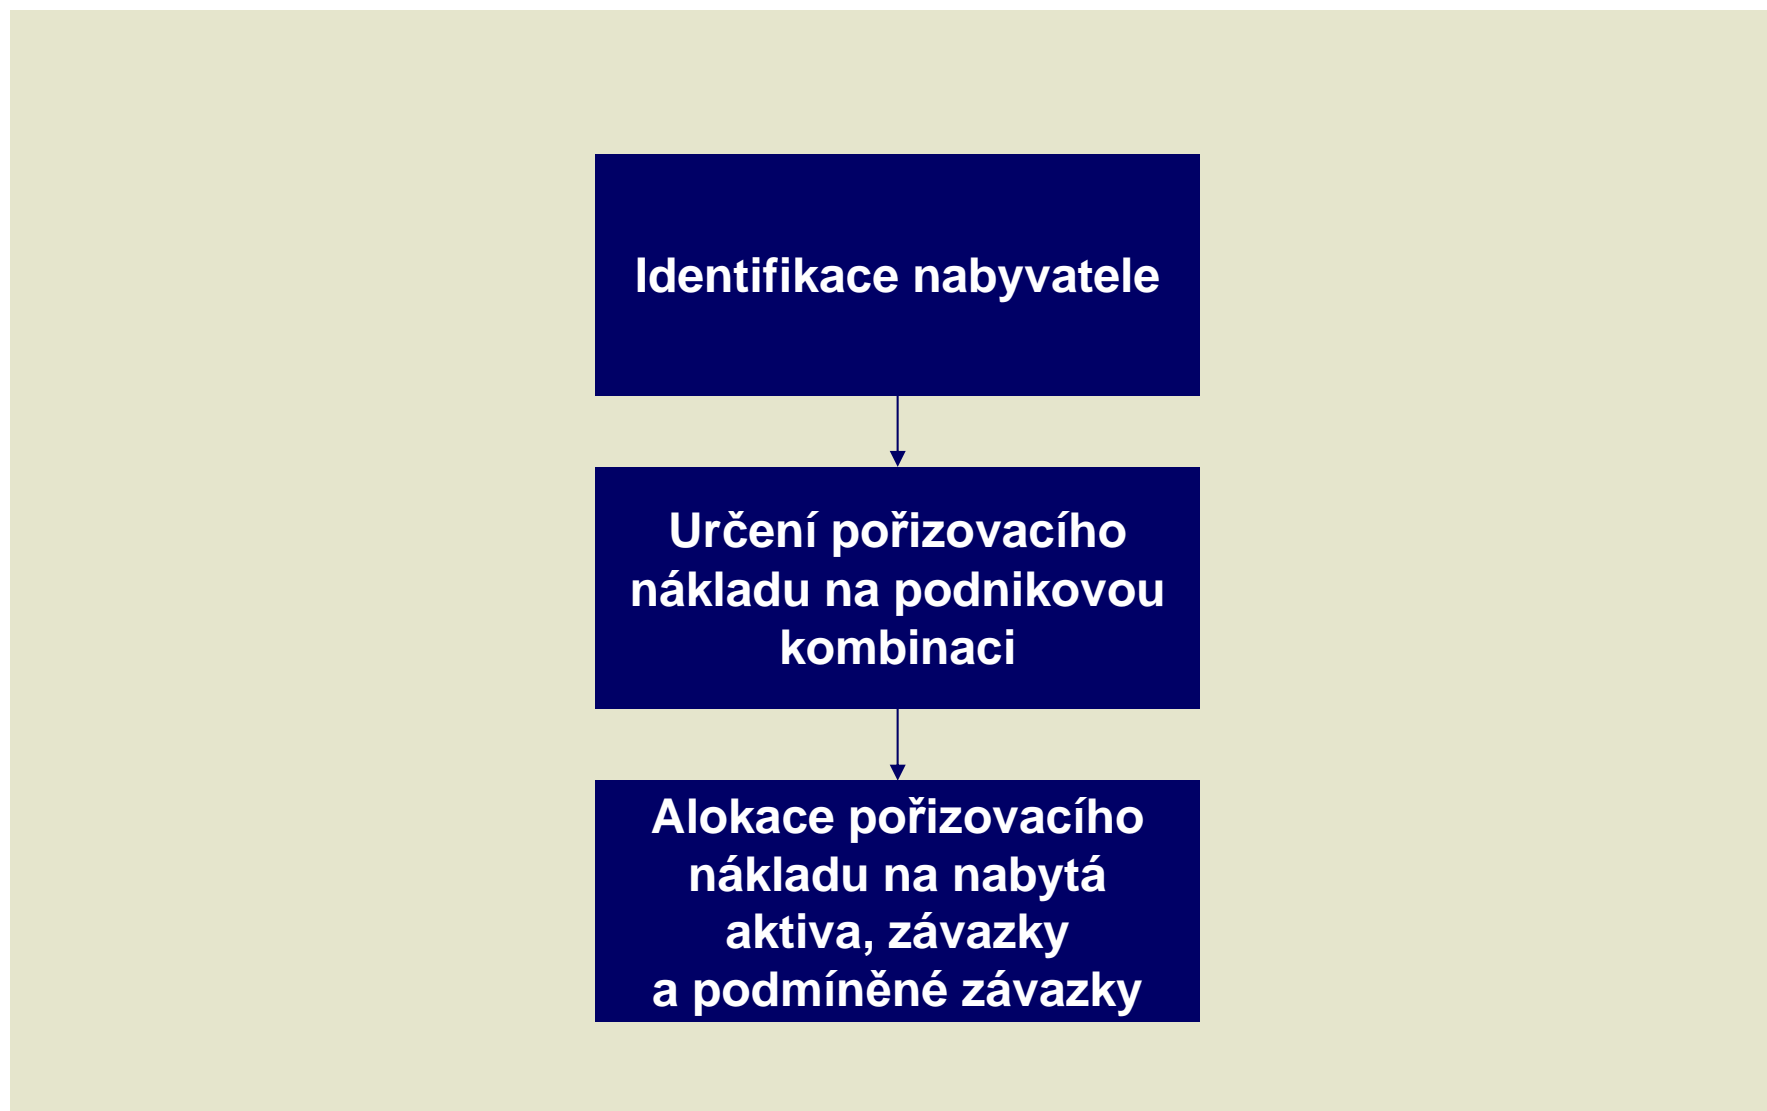 Identifikace nabyvatele
Určení pořizovacího
nákladu na podnikovou
kombinaci
Alokace pořizovacího
nákladu na nabytá
aktiva, závazky
a podmíněné závazky